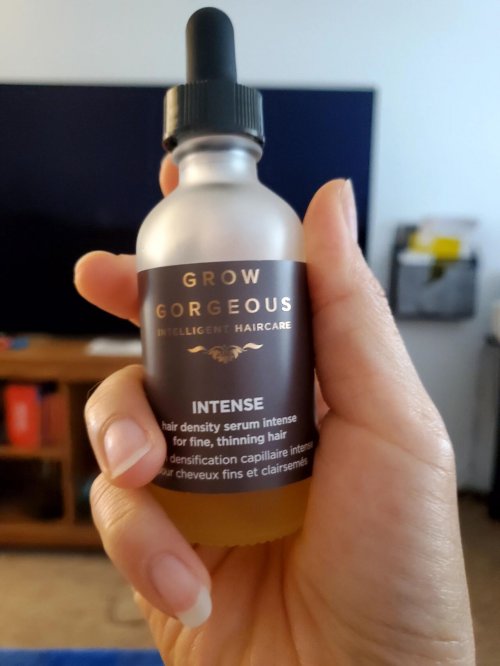 GROW
GORGEOUS
INTELLIGENT HAIRCARE
INTENSE
hair density serum intense
for fine, thinning hair
densification capillaire intense
cheveux fins et clairsemés